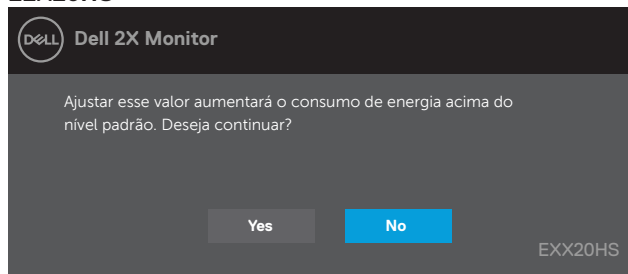 DELL Dell 2X Monitor
Ajustar esse valor aumentará o consumo de energia acima do
nível padrão. Deseja continuar?
Yes No
EXX20HS